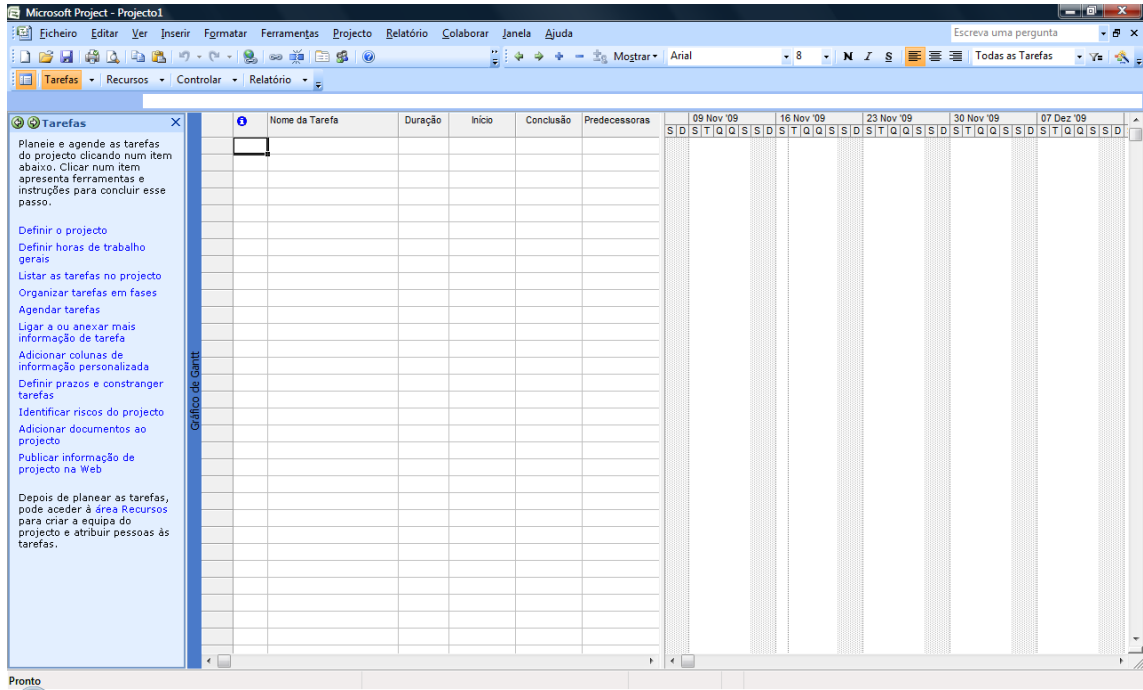 Microsoft Project - Projecto1
Ficheiro Editar Ver Inserir Formatar Ferramentas Projecto Relatório Colaborar Janela Ajuda Escreva uma pergunta
Mostrar Arial 8 N I S Todas as Tarefas
Tarefas Recursos Controlar Relatório
Tarefas
Planeie e agende as tarefas
do projecto clicando num item
abaixo. Clicar num item
apresenta ferramentas e
instruções para concluir esse
passo.
Definir o projecto
Definir horas de trabalho
gerais
Listar as tarefas no projecto
Organizar tarefas em fases
Agendar tarefas
Ligar a ou anexar mais
informação de tarefa
Adicionar colunas de
informação personalizada
Definir prazos e constranger
tarefas
Identificar riscos do projecto
Adicionar documentos ao
projecto
Publicar informação de
projecto na Web
Depois de planear as tarefas,
pode aceder à área Recursos
para criar a equipa do
projecto e atribuir pessoas às
tarefas.
Gráfico de Gantt
Nome da Tarefa Duração Início Conclusão Predecessoras
09 Nov '09 16 Nov '09 23 Nov '09 30 Nov '09 07 Dez '09
S D S T Q Q S S D S T Q Q S S D S T Q Q S S D S T Q Q S S D S T Q Q S S D
Pronto